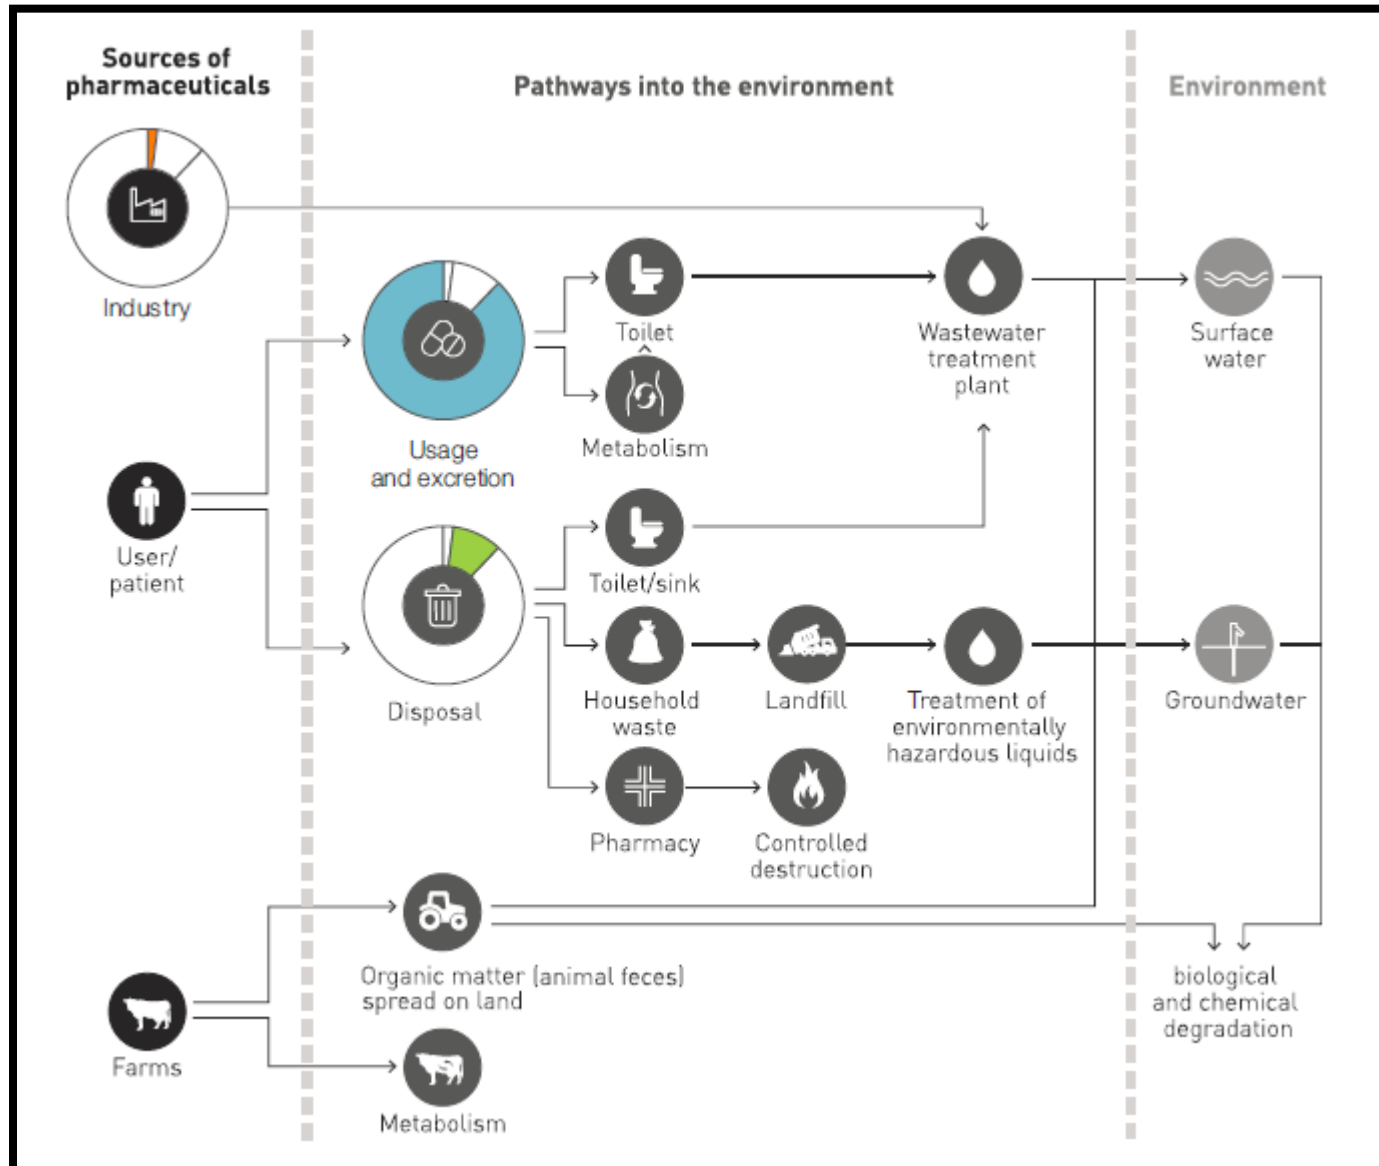 Sources of
pharmaceuticals
Pathways into the environment
Environment
Industry
Toilet
Wastewater
treatment
plant
Surface
water
Metabolism
Usage
and excretion
User/
patient
Toilet/sink
Disposal
Household
waste
Landfill
Treatment of
environmentally
hazardous liquids
Groundwater
Pharmacy
Controlled
destruction
Organic matter (animal feces)
spread on land
biological
and chemical
degradation
Farms
Metabolism